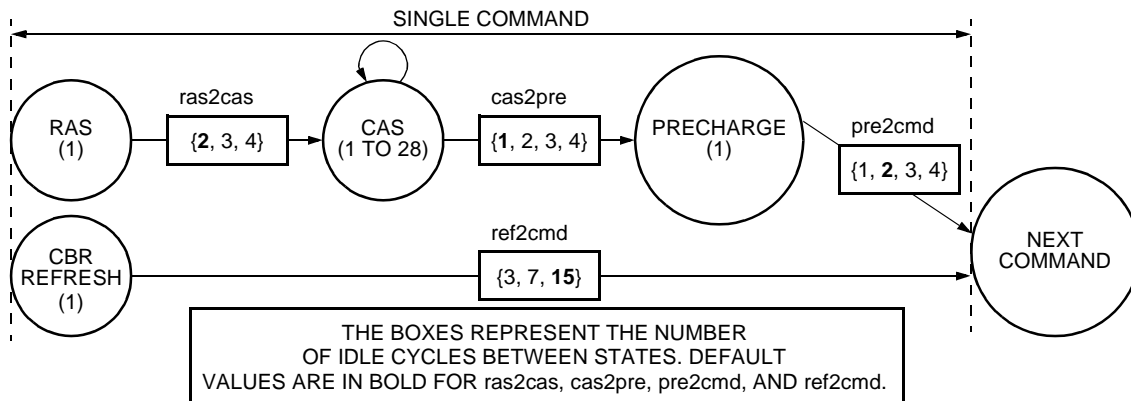 SINGLE COMMAND
RAS
(1)
ras2cas
{2, 3, 4}
CAS
(1 TO 28)
cas2pre
{1, 2, 3, 4}
PRECHARGE
(1)
pre2cmd
{1, 2, 3, 4}
CBR
REFRESH
(1)
ref2cmd
{3, 7, 15}
NEXT
COMMAND
THE BOXES REPRESENT THE NUMBER
OF IDLE CYCLES BETWEEN STATES. DEFAULT
VALUES ARE IN BOLD FOR ras2cas, cas2pre, pre2cmd, AND ref2cmd.